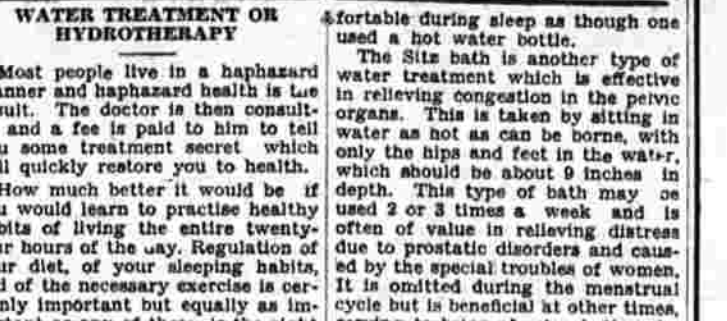 WATER TREATMENT OR
HYDROTHERAPY
Most people live in a haphazard
anner and haphazard health is the
sult. The doctor is then consult-
and a fee is paid to him to tell
u some treatment secret which
ll quickly restore you to health.
How much better it would be if
u would learn to practise healthy
bits of living the entire twenty-
ur hours of the day. Regulation of
ur diet, of your sleeping habits,
d of the necessary exercise is cer-
nly important but equally as im-
fortable during sleep as though one
used a hot water bottle.
The Sitz bath is another type of
water treatment which is effective
in relieving congestion in the pelvic
organs. This is taken by sitting in
water as hot as can be borne, with
only the hips and feet in the water,
which should be about 9 inches in
depth. This type of bath may be
used 2 or 3 times a week and is
often of value in relieving distress
due to prostatic disorders and caus-
ed by the special troubles of women.
It is omitted during the menstrual
cycle but is beneficial at other times,